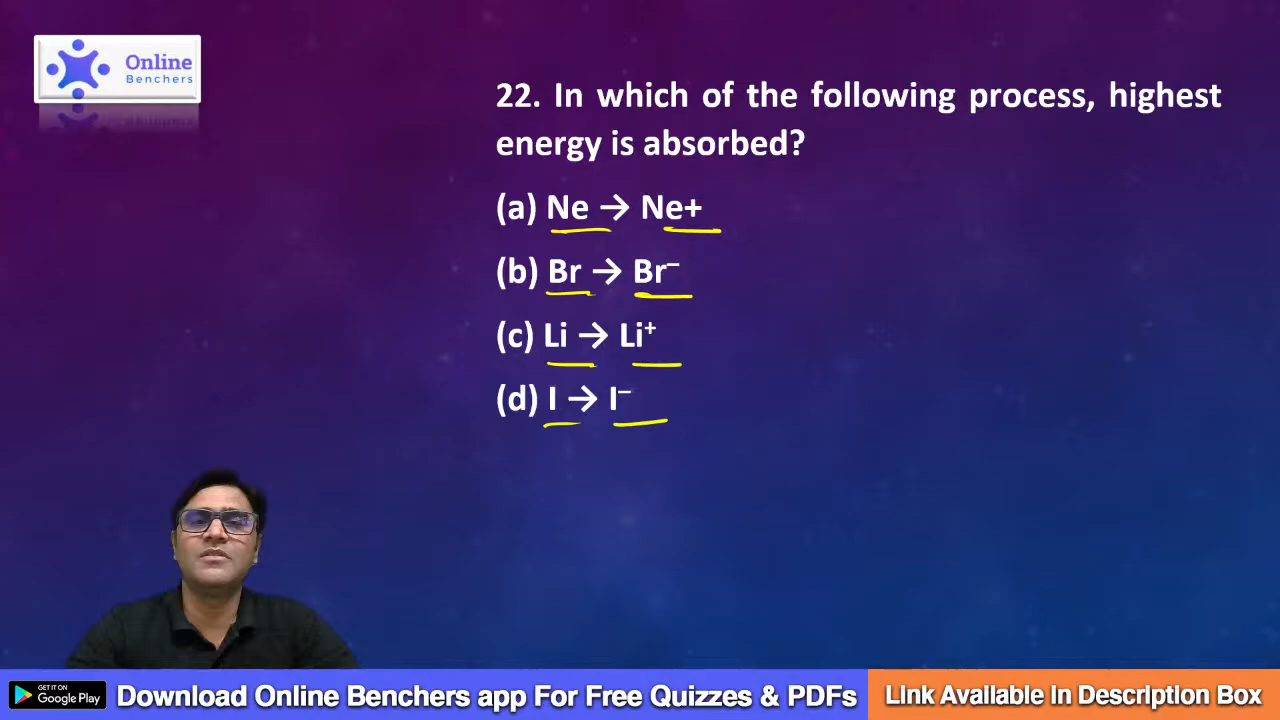 Online
Benchers
22. In which of the following process, highest
energy is absorbed?
(a) Ne → Ne+
(b) Br → Br⁻
(c) Li → Li⁺
(d) I → I⁻
GET IT ON
Google Play
Download Online Benchers app For Free Quizzes & PDFs
Link Available In Description Box